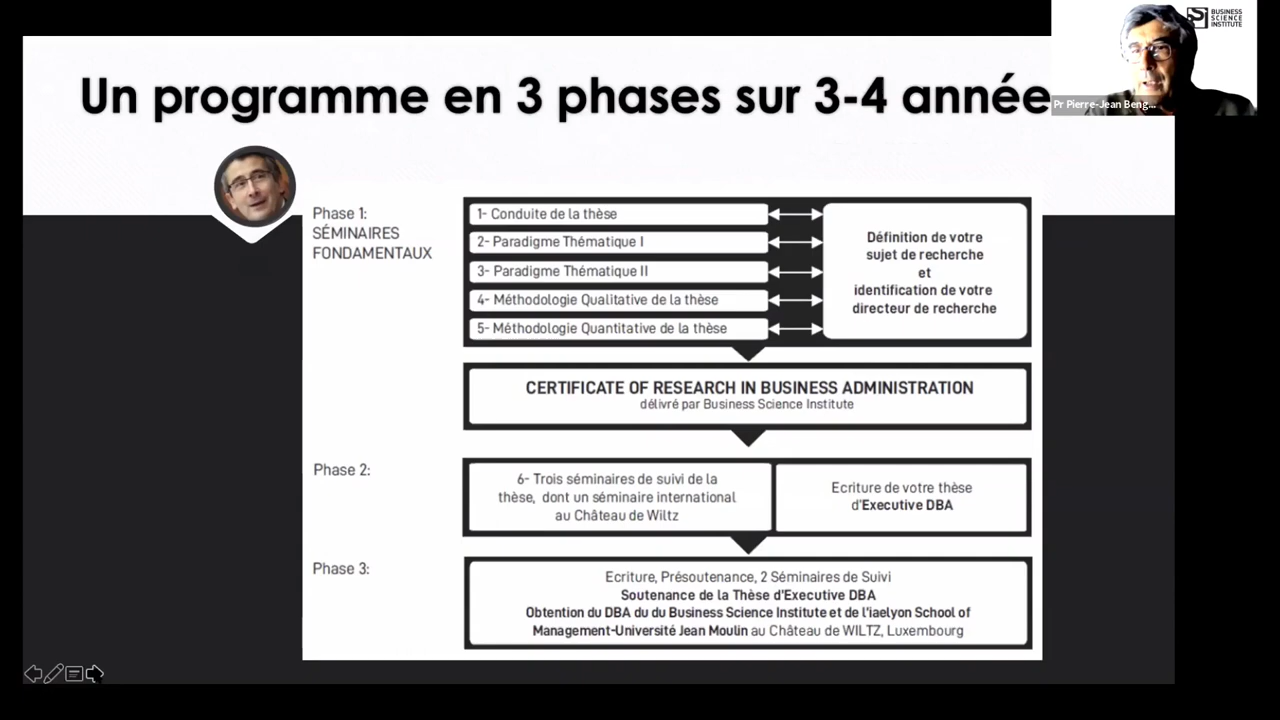 Un programme en 3 phases sur 3-4 année
BUSINESS
SCIENCE
INSTITUTE
Pr Pierre-Jean Beng...
Phase 1:
SÉMINAIRES
FONDAMENTAUX
1- Conduite de la thèse
2- Paradigme Thématique I
3- Paradigme Thématique II
4- Méthodologie Qualitative de la thèse
5- Méthodologie Quantitative de la thèse
Définition de votre
sujet de recherche
et
identification de votre
directeur de recherche
CERTIFICATE OF RESEARCH IN BUSINESS ADMINISTRATION
délivré par Business Science Institute
Phase 2:
6- Trois séminaires de suivi de la
thèse, dont un séminaire international
au Château de Wiltz
Ecriture de votre thèse
d'Executive DBA
Phase 3:
Ecriture, Présoutenance, 2 Séminaires de Suivi
Soutenance de la Thèse d'Executive DBA
Obtention du DBA du du Business Science Institute et de l'iaelyon School of
Management-Université Jean Moulin au Château de WILTZ, Luxembourg